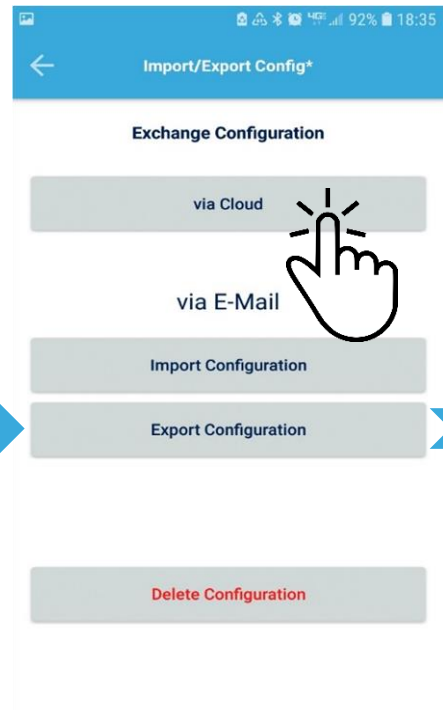 92% 18:35
Import/Export Config*
Exchange Configuration
via Cloud
via E-Mail
Import Configuration
Export Configuration
Delete Configuration